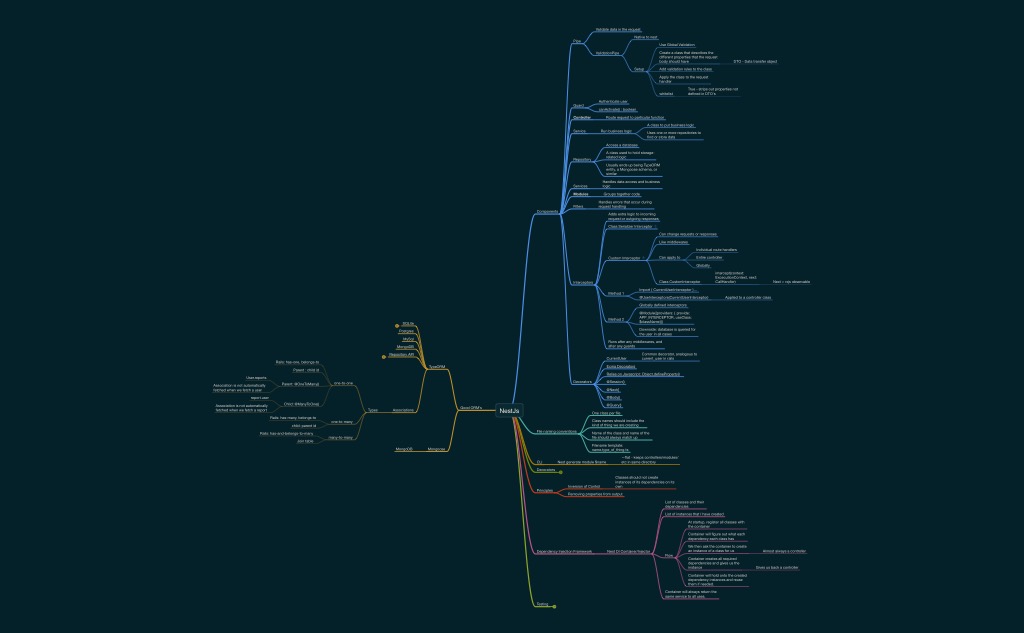 NestJs
Components
Pipe
Validate data in the request
ValidationPipe
Native to nest
Setup
Use Global Validation
Create a class that describes the
different properties that the request
body should have
DTO - Data transfer object
Add validation rules to the class
Apply the class to the request
handler
whitelist
True - strips out properties not
defined in DTO's
Guard
Authenticate user
canActivate() : boolean
Controller
Route request to particular function
Service
Run business logic
A class to put business logic
Uses one or more repositories to
find or store data
Repository
Access a database
A class used to hold storage
related logic
Usually ends up being TypeORM
entity, a Mongoose schema, or
similar
Services
Handles data access and business
logic
Modules
Groups together code
Filters
Handles errors that occur during
request handling
Interceptors
Adds extra logic to incoming
request or outgoing responses
Class Serialize Interceptor
Custom Interceptor
Can change requests or responses
Like middlewares
Can apply to
Individual route handlers
Entire controller
Globally
Class CustomInterceptor
intercept(context:
ExecutionContext, next:
CallHandler)
Next = rxjs observable
Method 1
Import { CurrentUserInterceptor }...
@UseInterceptors(CurrentUserInterceptor)
Applied to a controller class
Method 2
Globally defined interceptors
@Module(providers: { provide:
APP_INTERCEPTOR, useClass:
Downside: database is queried for
the user in all cases
Runs after any middlewares, and
after any guards
Decorators
CurrentUser
Common decorator, analogous to
current_user in rails
Relies on Javascript: Object.defineProperty()
@Session()
@Body()
@Query()
File naming conventions
One class per file
Class names should include the
kind of thing we are creating
Name of the class and name of the
file should always match up
Filename template:
name.type_of_thing.ts
CLI
Nest generate module $name
--flat - keeps controllers/modules/
etc in same directory
Principles
Inversion of Control
Classes should not create
instances of its dependencies on its
own
Removing properties from output
Dependency Injection Framework
Nest DI Container/Injector
List of classes and their
dependencies
List of instances that I have created
Flow
At startup, register all classes with
the container
Container will figure out what each
dependency each class has
We then ask the container to create
an instance of a class for us
Almost always a controller
Container creates all required
dependencies and gives us the
instance
Gives us back a controller
Container will hold onto the created
dependency instances and reuse
them if needed
Container will always return the
same service to all uses
Testing
TypeORM
SQLite
Postgres
MySql
MongoDB
Repository API
Associations
Types
one-to-one
Rails: has-one, belongs-to
Parent : child id
Parent: @OneToMany()
User.reports
Association is not automatically
fetched when we fetch a user
Child: @ManyToOne()
report.user
Association is not automatically
fetched when we fetch a report
one-to-many
Rails: has-many, belongs-to
child: parent id
many-to-many
Rails: has-and-belongs-to-many
Join table
Mongoose
MongoDB